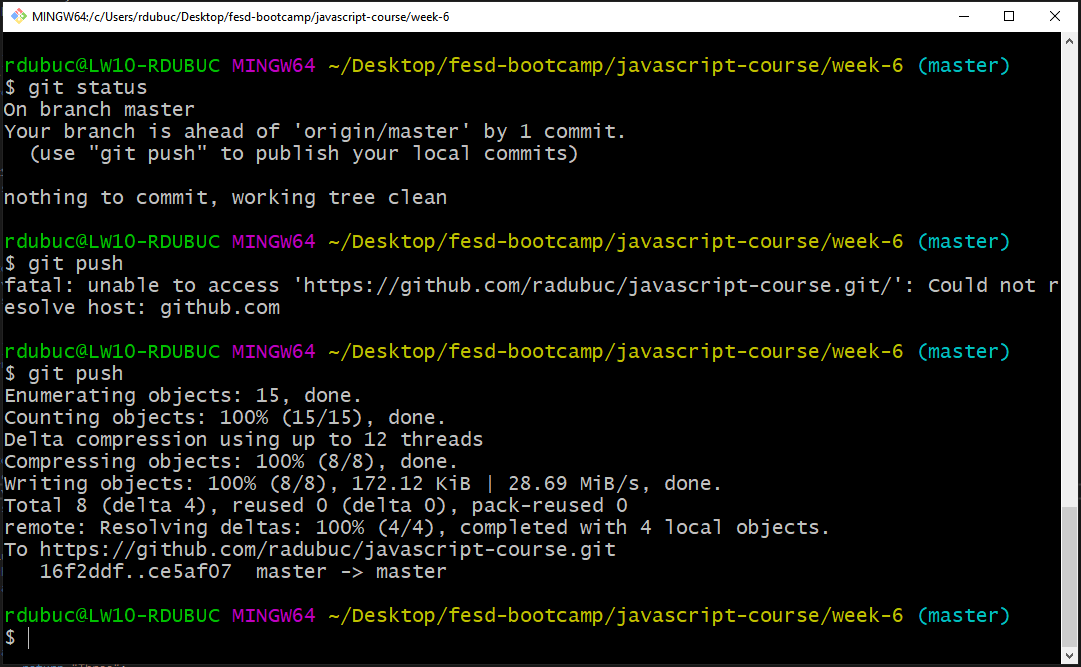 MINGW64:/c/Users/rdubuc/Desktop/fesd-bootcamp/javascript-course/week-6
rdubuc@LW10-RDUBUC MINGW64 ~/Desktop/fesd-bootcamp/javascript-course/week-6 (master)
$ git status
On branch master
Your branch is ahead of 'origin/master' by 1 commit.
  (use "git push" to publish your local commits)
nothing to commit, working tree clean
rdubuc@LW10-RDUBUC MINGW64 ~/Desktop/fesd-bootcamp/javascript-course/week-6 (master)
$ git push
fatal: unable to access 'https://github.com/radubuc/javascript-course.git/': Could not r
esolve host: github.com
rdubuc@LW10-RDUBUC MINGW64 ~/Desktop/fesd-bootcamp/javascript-course/week-6 (master)
$ git push
Enumerating objects: 15, done.
Counting objects: 100% (15/15), done.
Delta compression using up to 12 threads
Compressing objects: 100% (8/8), done.
Writing objects: 100% (8/8), 172.12 KiB | 28.69 MiB/s, done.
Total 8 (delta 4), reused 0 (delta 0), pack-reused 0
remote: Resolving deltas: 100% (4/4), completed with 4 local objects.
To https://github.com/radubuc/javascript-course.git
   16f2ddf..ce5af07  master -> master
rdubuc@LW10-RDUBUC MINGW64 ~/Desktop/fesd-bootcamp/javascript-course/week-6 (master)
$